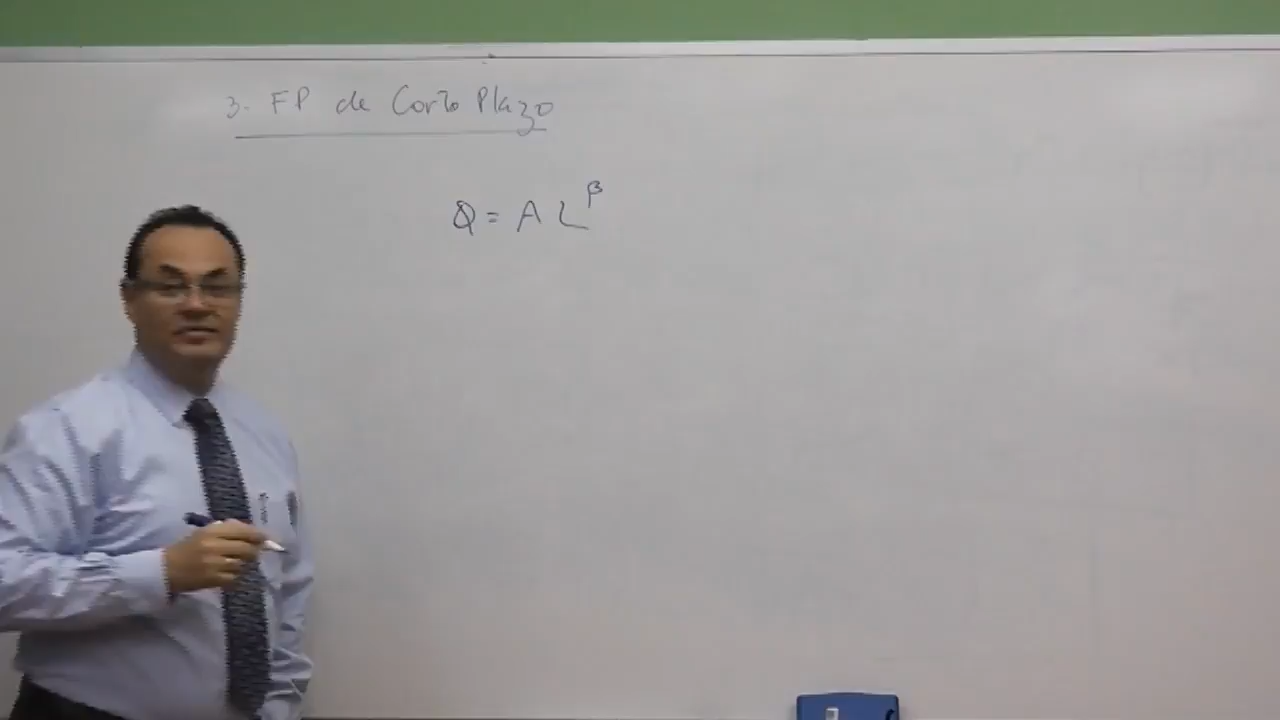 3. FP de Corto Plazo
Q = A L^β